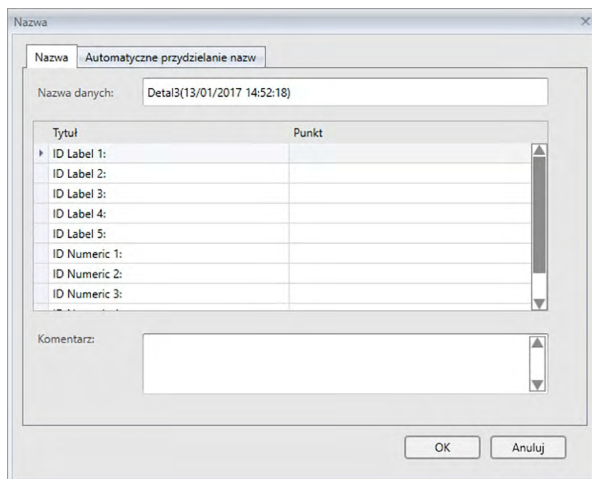 Nazwa
Nazwa Automatyczne przydzielanie nazw
Nazwa danych: Detal3(13/01/2017 14:52:18)
Tytuł Punkt
ID Label 1:
ID Label 2:
ID Label 3:
ID Label 4:
ID Label 5:
ID Numeric 1:
ID Numeric 2:
ID Numeric 3:
Komentarz:
OK Anuluj